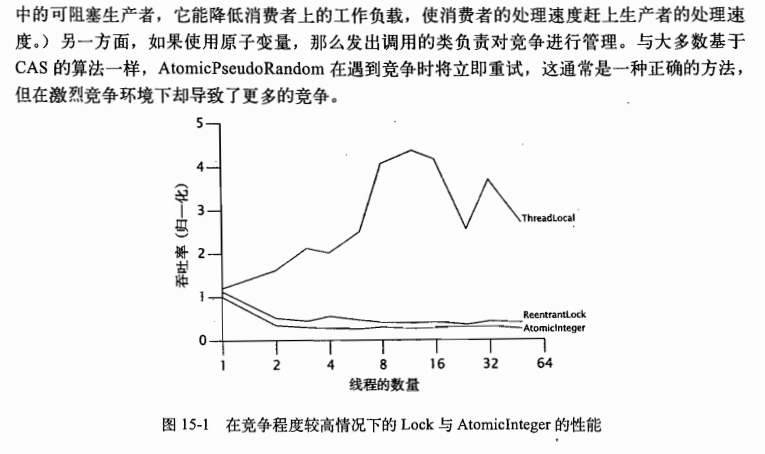 中的可阻塞生产者，它能降低消费者上的工作负载，使消费者的处理速度赶上生产者的处理速
度。）另一方面，如果使用原子变量，那么发出调用的类负责对竞争进行管理。与大多数基于
CAS 的算法一样，AtomicPseudoRandom 在遇到竞争时将立即重试，这通常是一种正确的方法，
但在激烈竞争环境下却导致了更多的竞争。
5
4
3
2
1
0
吞吐率（归一化）
ThreadLocal
ReentrantLock
AtomicInteger
1 2 4 8 16 32 64
线程的数量
图 15-1 在竞争程度较高情况下的 Lock 与 AtomicInteger 的性能